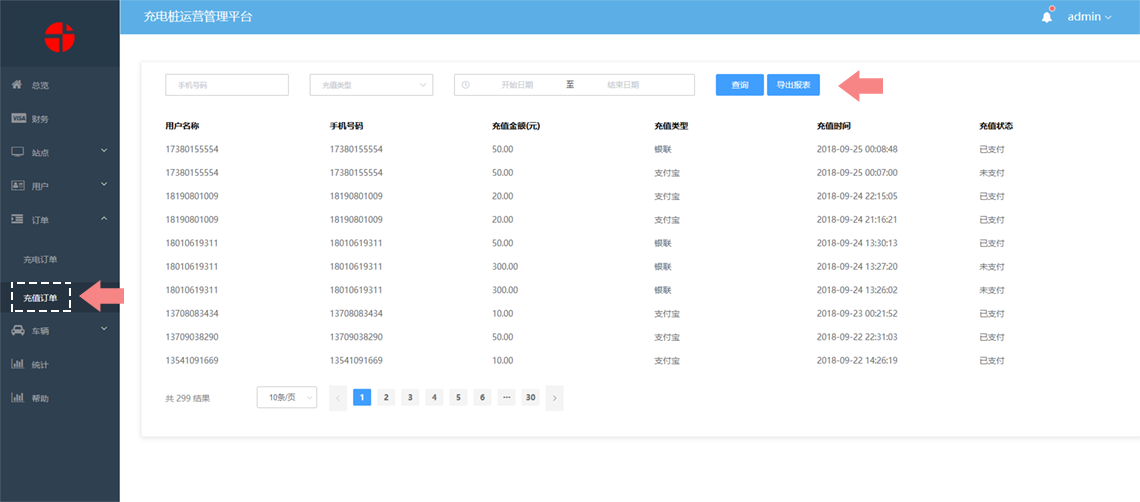 充电桩运营管理平台
admin
总览
VISA 财务
站点
用户
订单
充电订单
充值订单
车辆
统计
帮助
手机号码 充值类型 开始日期 至 结束日期 查询 导出报表
用户名称 手机号码 充值金额(元) 充值类型 充值时间 充值状态
17380155554 17380155554 50.00 银联 2018-09-25 00:08:48 已支付
17380155554 17380155554 50.00 支付宝 2018-09-25 00:07:00 未支付
18190801009 18190801009 20.00 支付宝 2018-09-24 22:15:05 已支付
18190801009 18190801009 20.00 支付宝 2018-09-24 21:16:21 已支付
18010619311 18010619311 50.00 银联 2018-09-24 13:30:13 已支付
18010619311 18010619311 300.00 银联 2018-09-24 13:27:20 未支付
18010619311 18010619311 300.00 银联 2018-09-24 13:26:02 未支付
13708083434 13708083434 10.00 支付宝 2018-09-23 00:21:52 已支付
13709038290 13709038290 50.00 支付宝 2018-09-22 22:31:03 已支付
13541091669 13541091669 10.00 支付宝 2018-09-22 14:26:19 已支付
共 299 结果 10条/页 1 2 3 4 5 6 ··· 30